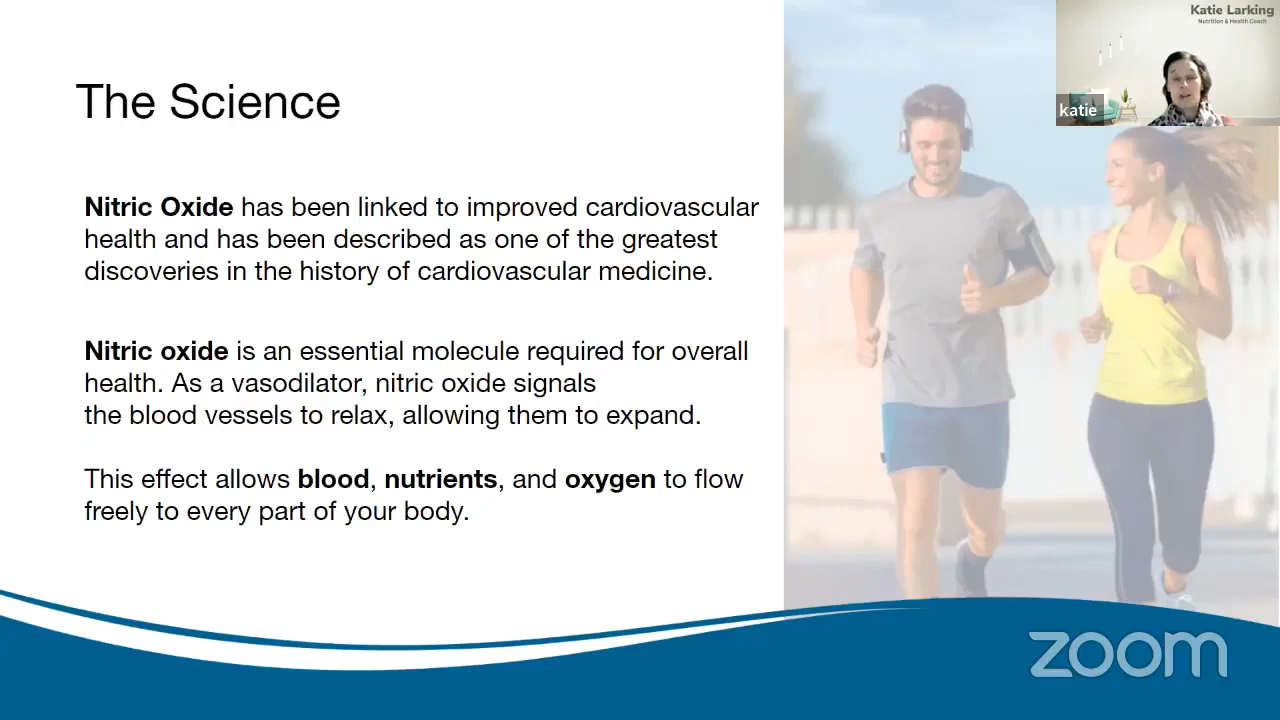 Katie Larking
Nutrition & Health Coach
katie
The Science
Nitric Oxide has been linked to improved cardiovascular
health and has been described as one of the greatest
discoveries in the history of cardiovascular medicine.
Nitric oxide is an essential molecule required for overall
health. As a vasodilator, nitric oxide signals
the blood vessels to relax, allowing them to expand.
This effect allows blood, nutrients, and oxygen to flow
freely to every part of your body.
zoom